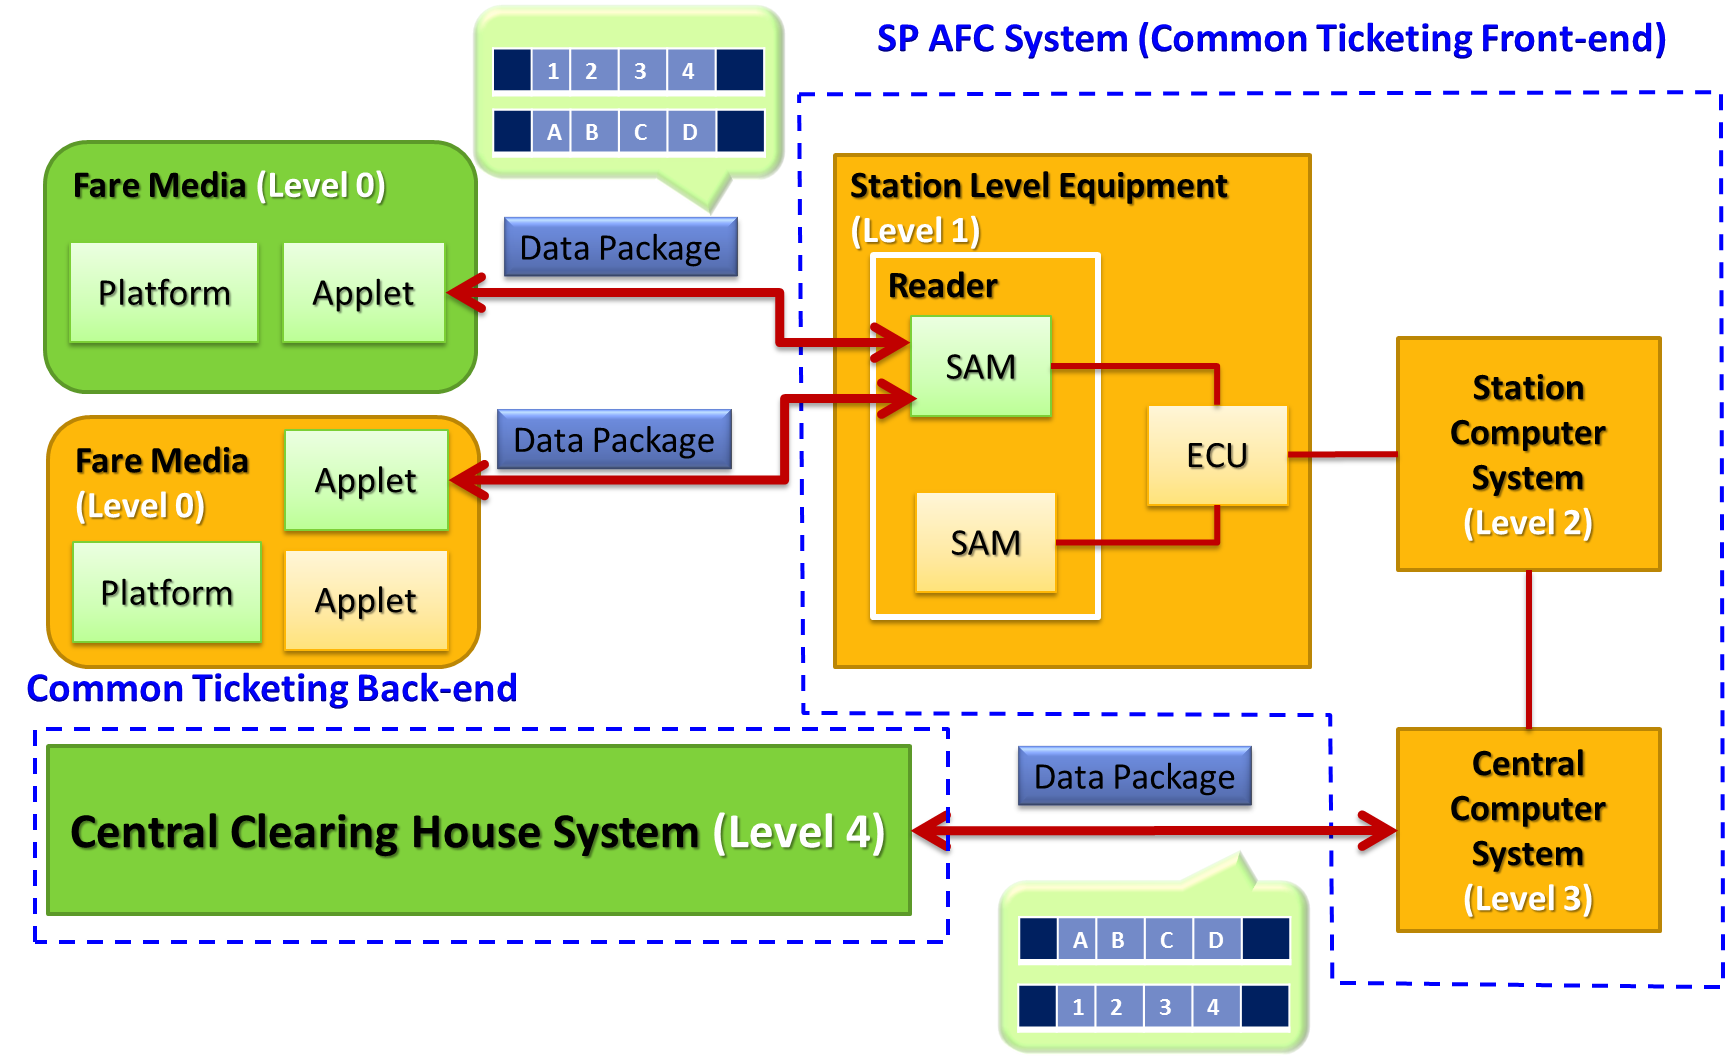 SP AFC System (Common Ticketing Front-end)
1 2 3 4
A B C D
Fare Media (Level 0)
Platform
Applet
Data Package
Station Level Equipment
(Level 1)
Reader
SAM
ECU
SAM
Station
Computer
System
(Level 2)
Data Package
Fare Media
(Level 0)
Applet
Platform
Applet
Common Ticketing Back-end
Central Clearing House System (Level 4)
Data Package
Central
Computer
System
(Level 3)
A B C D
1 2 3 4